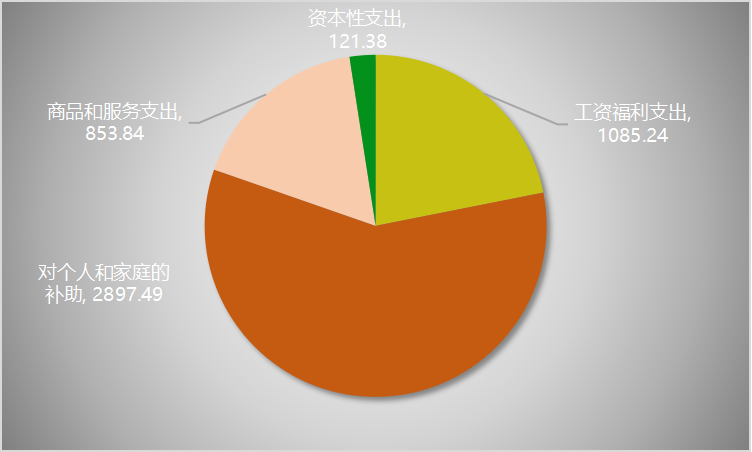 资本性支出,
121.38
商品和服务支出,
853.84
工资福利支出,
1085.24
对个人和家庭的
补助, 2897.49